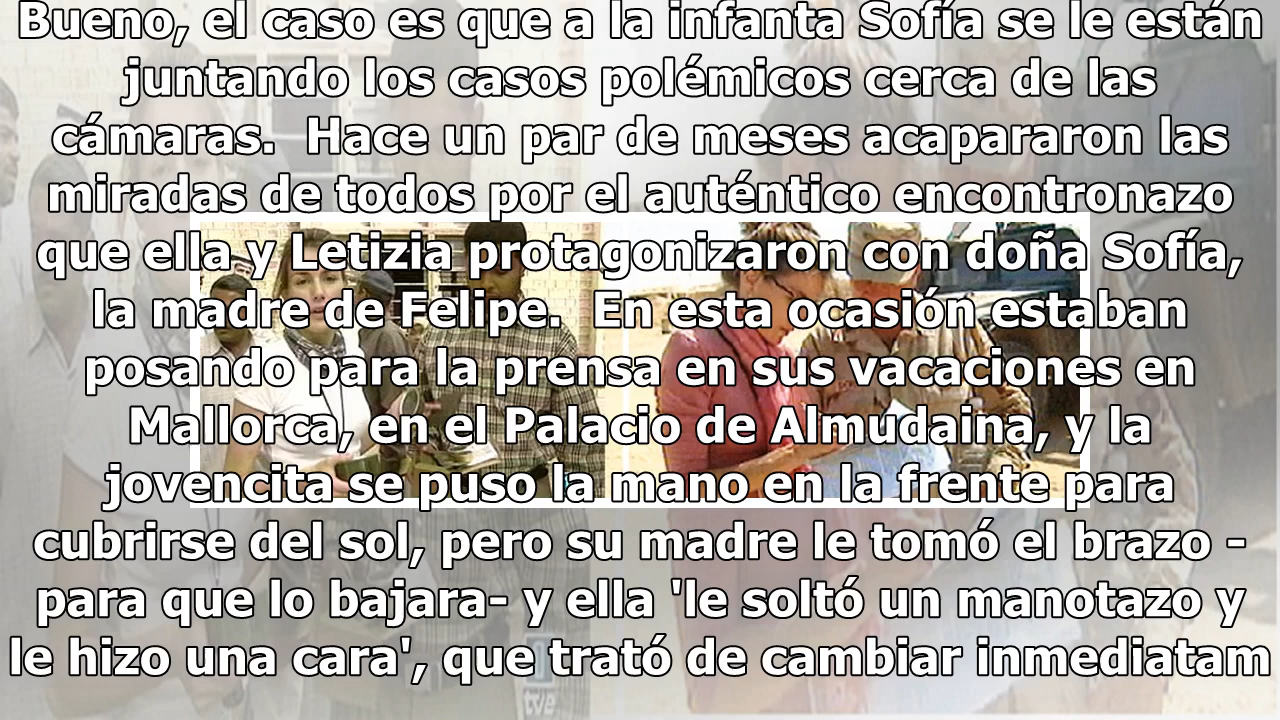 Bueno, el caso es que a la infanta Sofía se le están
juntando los casos polémicos cerca de las
cámaras.  Hace un par de meses acapararon las
miradas de todos por el auténtico encontronazo
que ella y Letizia protagonizaron con doña Sofía,
la madre de Felipe.  En esta ocasión estaban
posando para la prensa en sus vacaciones en
Mallorca, en el Palacio de Almudaina, y la
jovencita se puso la mano en la frente para
cubrirse del sol, pero su madre le tomó el brazo -
para que lo bajara- y ella 'le soltó un manotazo y
le hizo una cara', que trató de cambiar inmediatam
tve